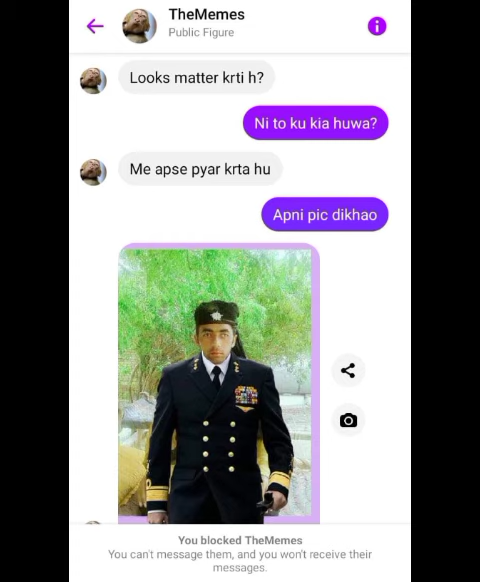 TheMemes
Public Figure
Looks matter krti h?
Ni to ku kia huwa?
Me apse pyar krta hu
Apni pic dikhao
You blocked TheMemes
You can't message them, and you won't receive their
messages.